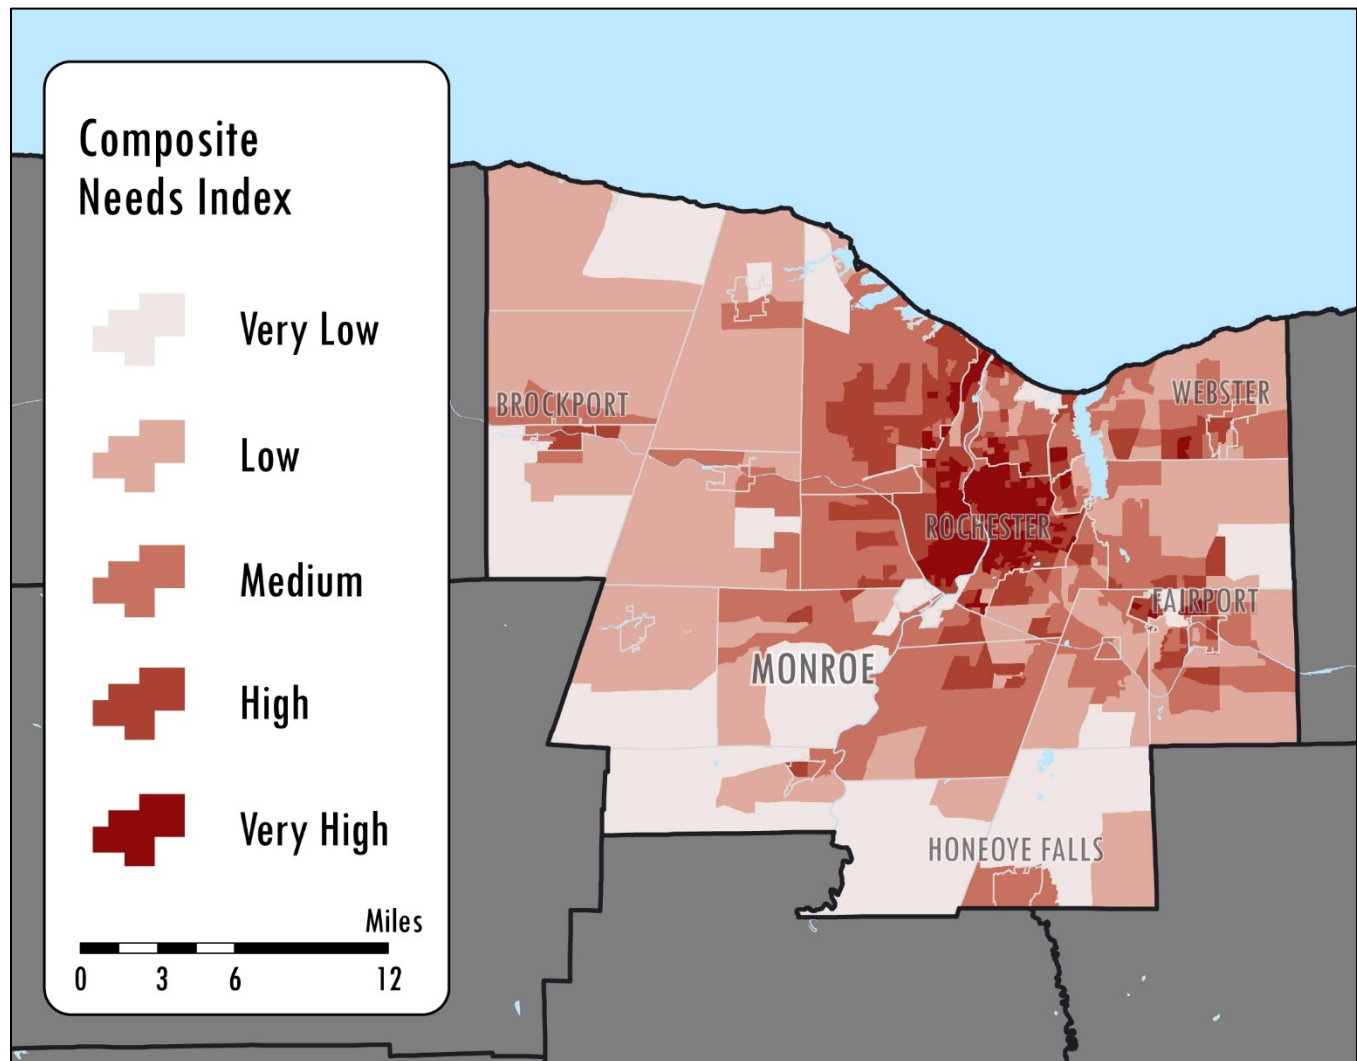 Composite
Needs Index
Very Low
Low
Medium
High
Very High
Miles
0 3 6 12
BROCKPORT
WEBSTER
ROCHESTER
FAIRPORT
MONROE
HONEOYE FALLS